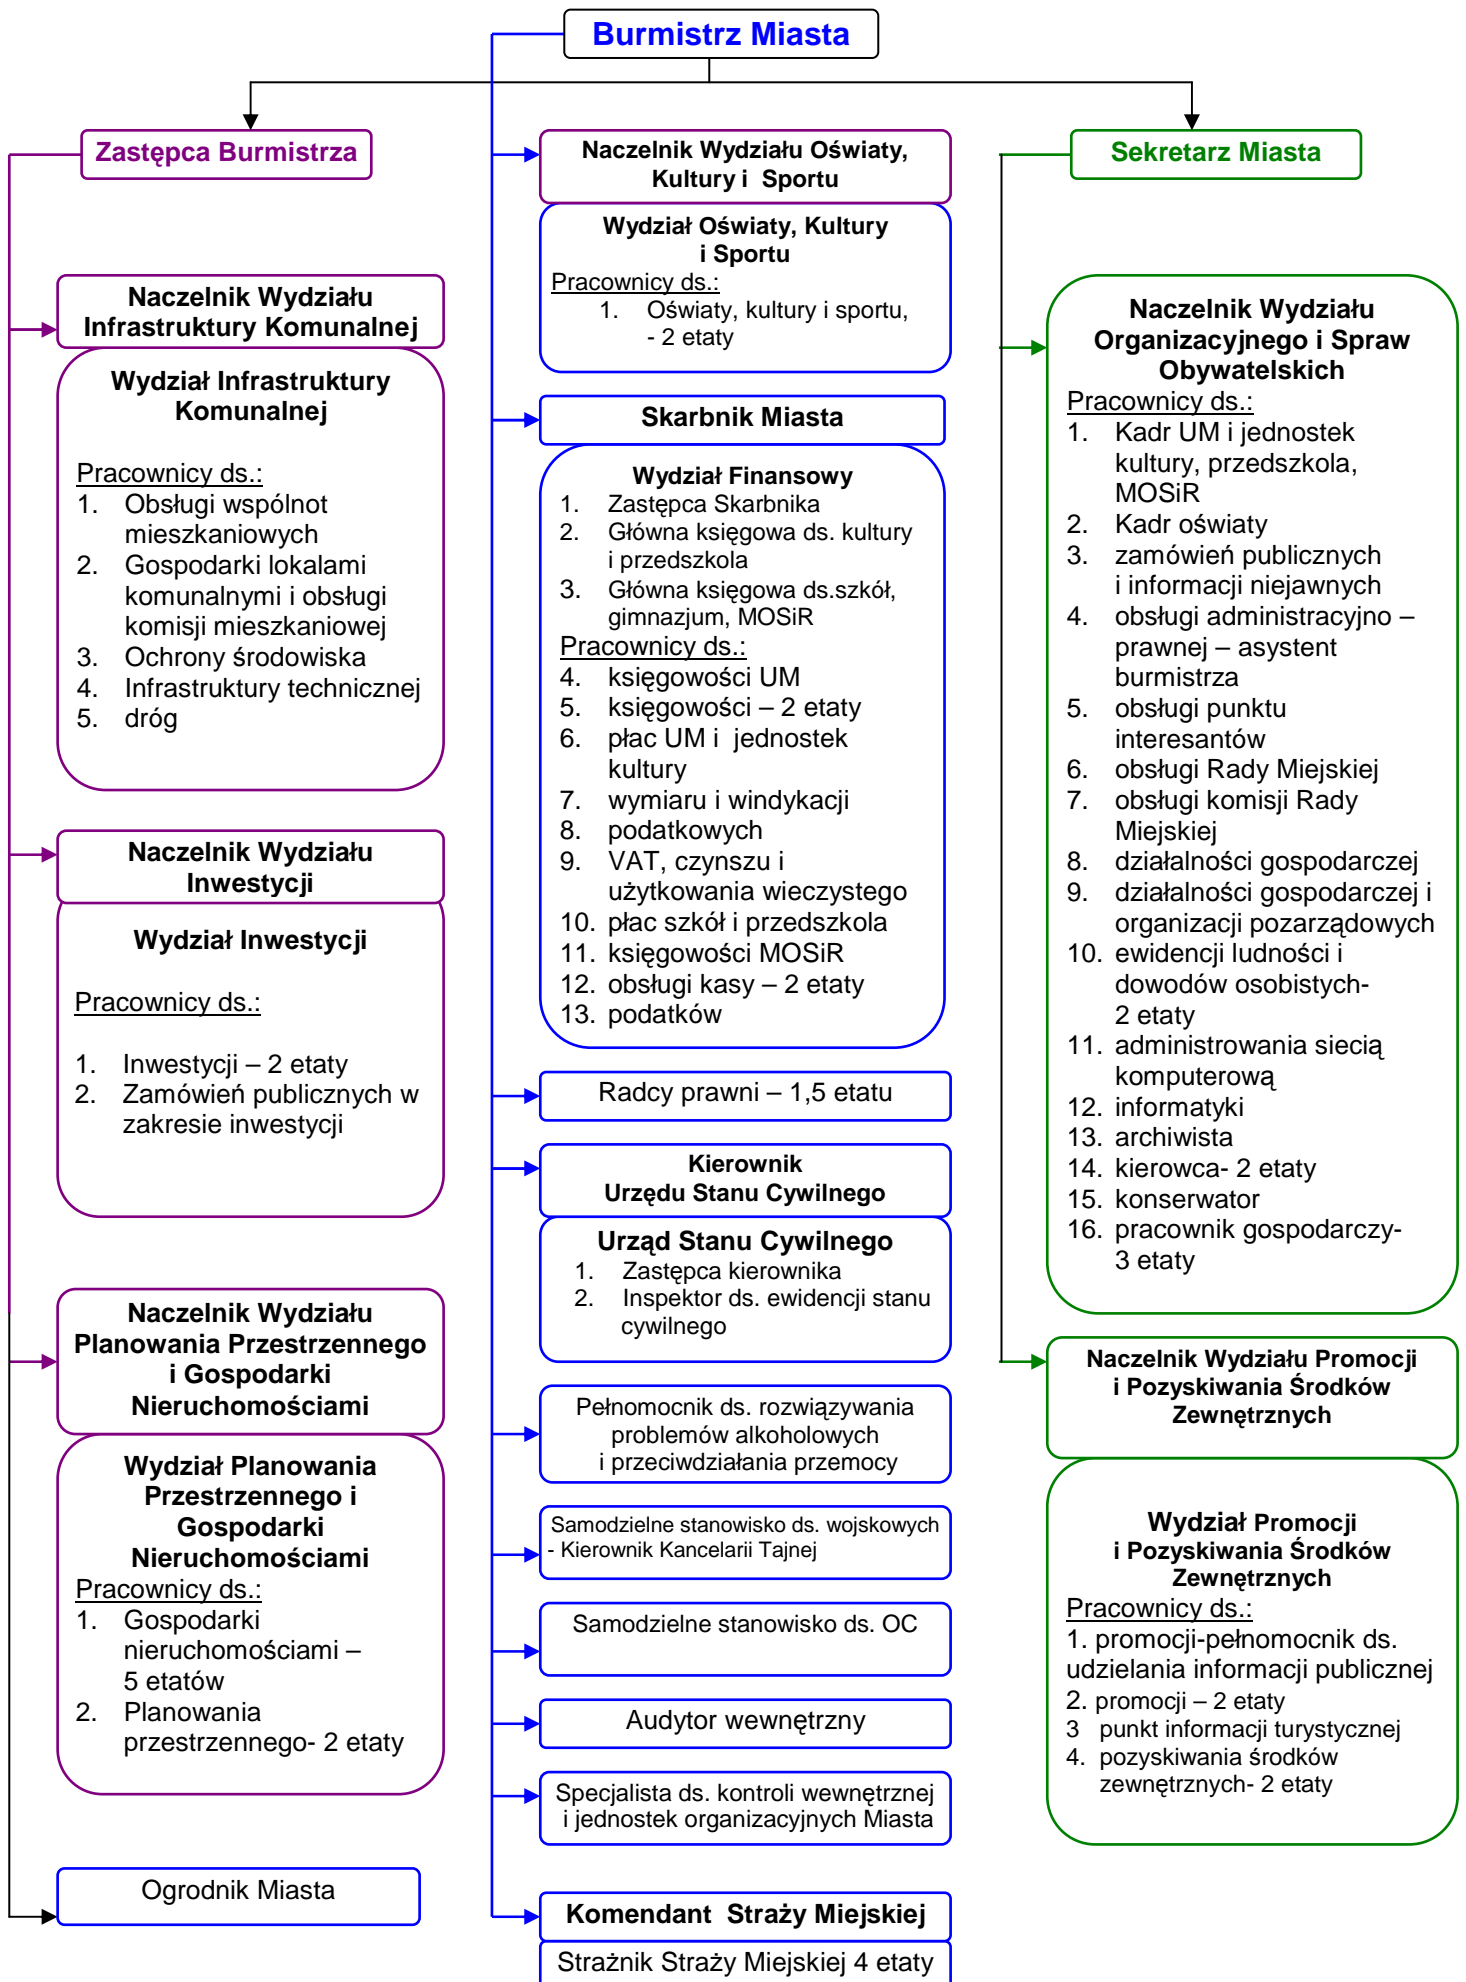 Burmistrz Miasta
Zastępca Burmistrza
Naczelnik Wydziału
Infrastruktury Komunalnej
Wydział Infrastruktury
Komunalnej
Pracownicy ds.:
1. Obsługi wspólnot
mieszkaniowych
2. Gospodarki lokalami
komunalnymi i obsługi
komisji mieszkaniowej
3. Ochrony środowiska
4. Infrastruktury technicznej
5. dróg
Naczelnik Wydziału
Inwestycji
Wydział Inwestycji
Pracownicy ds.:
1. Inwestycji – 2 etaty
2. Zamówień publicznych w
zakresie inwestycji
Naczelnik Wydziału
Planowania Przestrzennego
i Gospodarki
Nieruchomościami
Wydział Planowania
Przestrzennego i
Gospodarki
Nieruchomościami
Pracownicy ds.:
1. Gospodarki
nieruchomościami –
5 etatów
2. Planowania
przestrzennego- 2 etaty
Ogrodnik Miasta
Naczelnik Wydziału Oświaty,
Kultury i Sportu
Wydział Oświaty, Kultury
i Sportu
Pracownicy ds.:
1. Oświaty, kultury i sportu,
- 2 etaty
Skarbnik Miasta
Wydział Finansowy
1. Zastępca Skarbnika
2. Główna księgowa ds. kultury
i przedszkola
3. Główna księgowa ds.szkół,
gimnazjum, MOSiR
Pracownicy ds.:
4. księgowości UM
5. księgowości – 2 etaty
6. płac UM i jednostek
kultury
7. wymiaru i windykacji
8. podatkowych
9. VAT, czynszu i
użytkowania wieczystego
10. płac szkół i przedszkola
11. księgowości MOSiR
12. obsługi kasy – 2 etaty
13. podatków
Radcy prawni – 1,5 etatu
Kierownik
Urzędu Stanu Cywilnego
Urząd Stanu Cywilnego
1. Zastępca kierownika
2. Inspektor ds. ewidencji stanu
cywilnego
Pełnomocnik ds. rozwiązywania
problemów alkoholowych
i przeciwdziałania przemocy
Samodzielne stanowisko ds. wojskowych
- Kierownik Kancelarii Tajnej
Samodzielne stanowisko ds. OC
Audytor wewnętrzny
Specjalista ds. kontroli wewnętrznej
i jednostek organizacyjnych Miasta
Komendant Straży Miejskiej
Strażnik Straży Miejskiej 4 etaty
Sekretarz Miasta
Naczelnik Wydziału
Organizacyjnego i Spraw
Obywatelskich
Pracownicy ds.:
1. Kadr UM i jednostek
kultury, przedszkola,
MOSiR
2. Kadr oświaty
3. zamówień publicznych
i informacji niejawnych
4. obsługi administracyjno –
prawnej – asystent
burmistrza
5. obsługi punktu
interesantów
6. obsługi Rady Miejskiej
7. obsługi komisji Rady
Miejskiej
8. działalności gospodarczej
9. działalności gospodarczej i
organizacji pozarządowych
10. ewidencji ludności i
dowodów osobistych-
2 etaty
11. administrowania siecią
komputerową
12. informatyki
13. archiwista
14. kierowca- 2 etaty
15. konserwator
16. pracownik gospodarczy-
3 etaty
Naczelnik Wydziału Promocji
i Pozyskiwania Środków
Zewnętrznych
Wydział Promocji
i Pozyskiwania Środków
Zewnętrznych
Pracownicy ds.:
1. promocji-pełnomocnik ds.
udzielania informacji publicznej
2. promocji – 2 etaty
3 punkt informacji turystycznej
4. pozyskiwania środków
zewnętrznych- 2 etaty